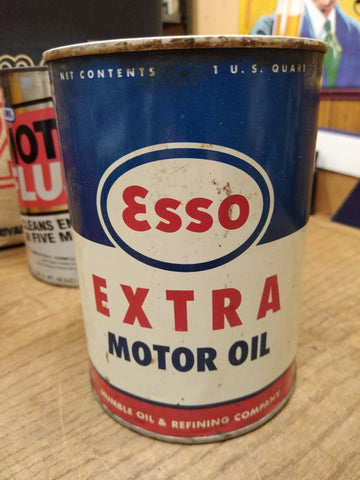 NET CONTENTS 1 U.S. QUART
Esso
EXTRA
MOTOR OIL
HUMBLE OIL & REFINING COMPANY